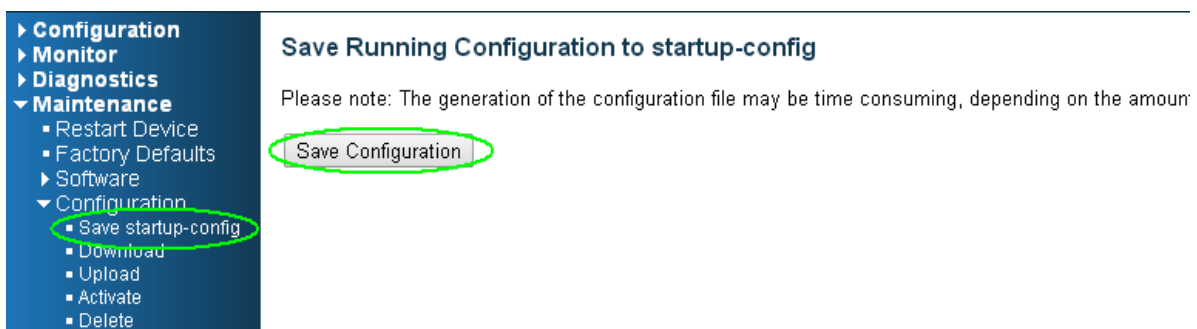 Configuration
Monitor
Diagnostics
Maintenance
Restart Device
Factory Defaults
Software
Configuration
Save startup-config
Download
Upload
Activate
Delete
Save Running Configuration to startup-config
Please note: The generation of the configuration file may be time consuming, depending on the amount
Save Configuration